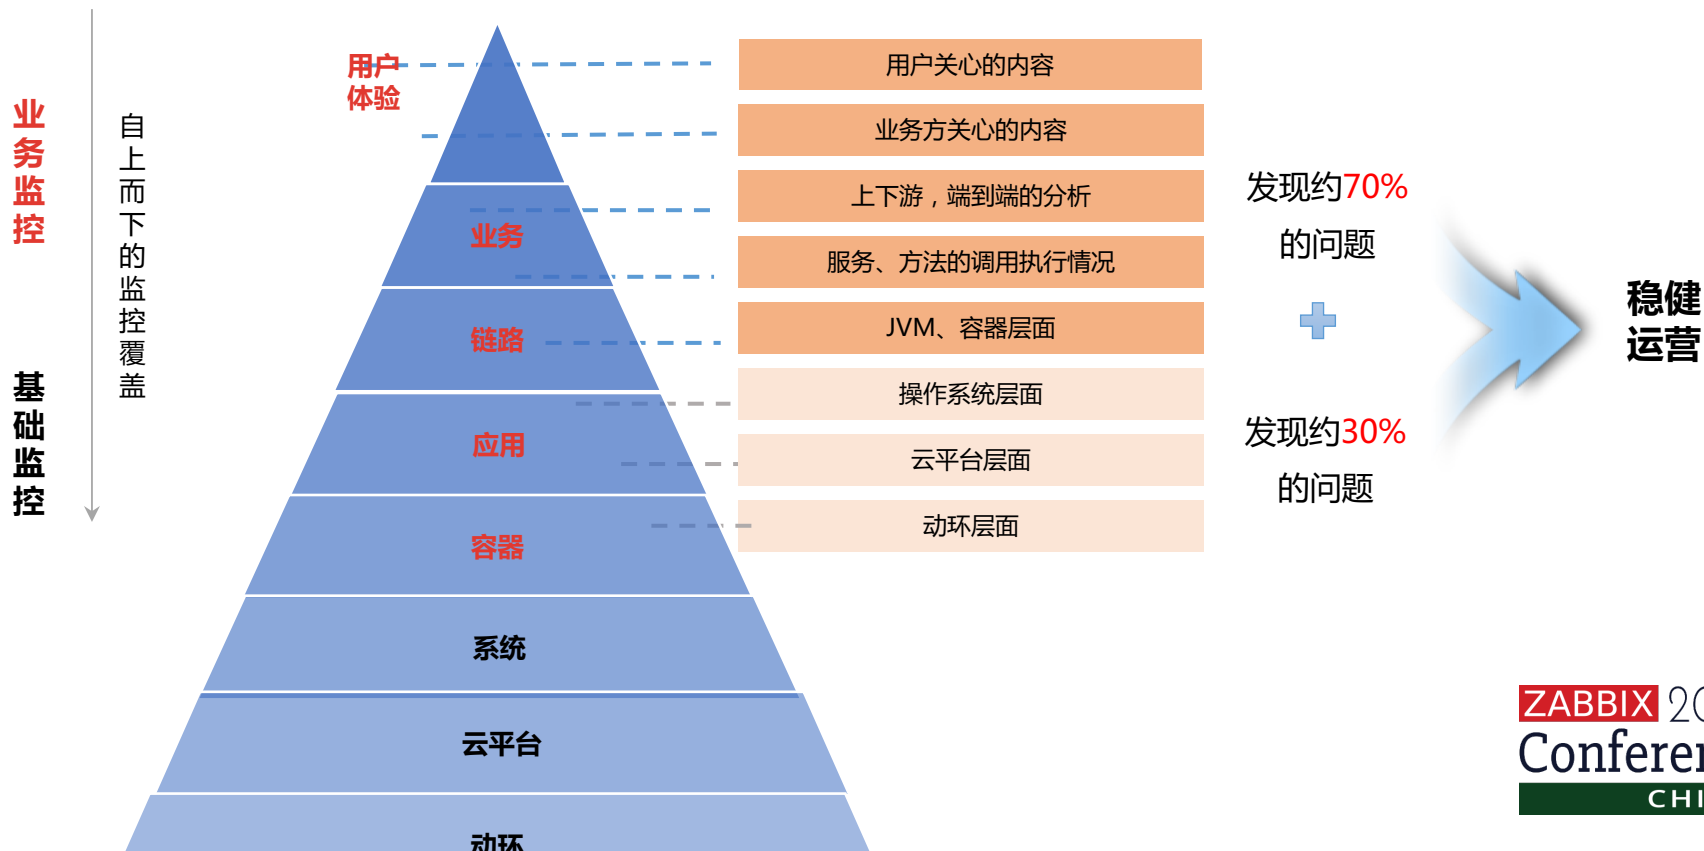 业务监控
基础监控
自上而下的监控覆盖
用户
体验
业务
链路
应用
容器
系统
云平台
动环
用户关心的内容
业务方关心的内容
上下游，端到端的分析
服务、方法的调用执行情况
JVM、容器层面
操作系统层面
云平台层面
动环层面
发现约70%
的问题
发现约30%
的问题
稳健
运营
ZABBIX